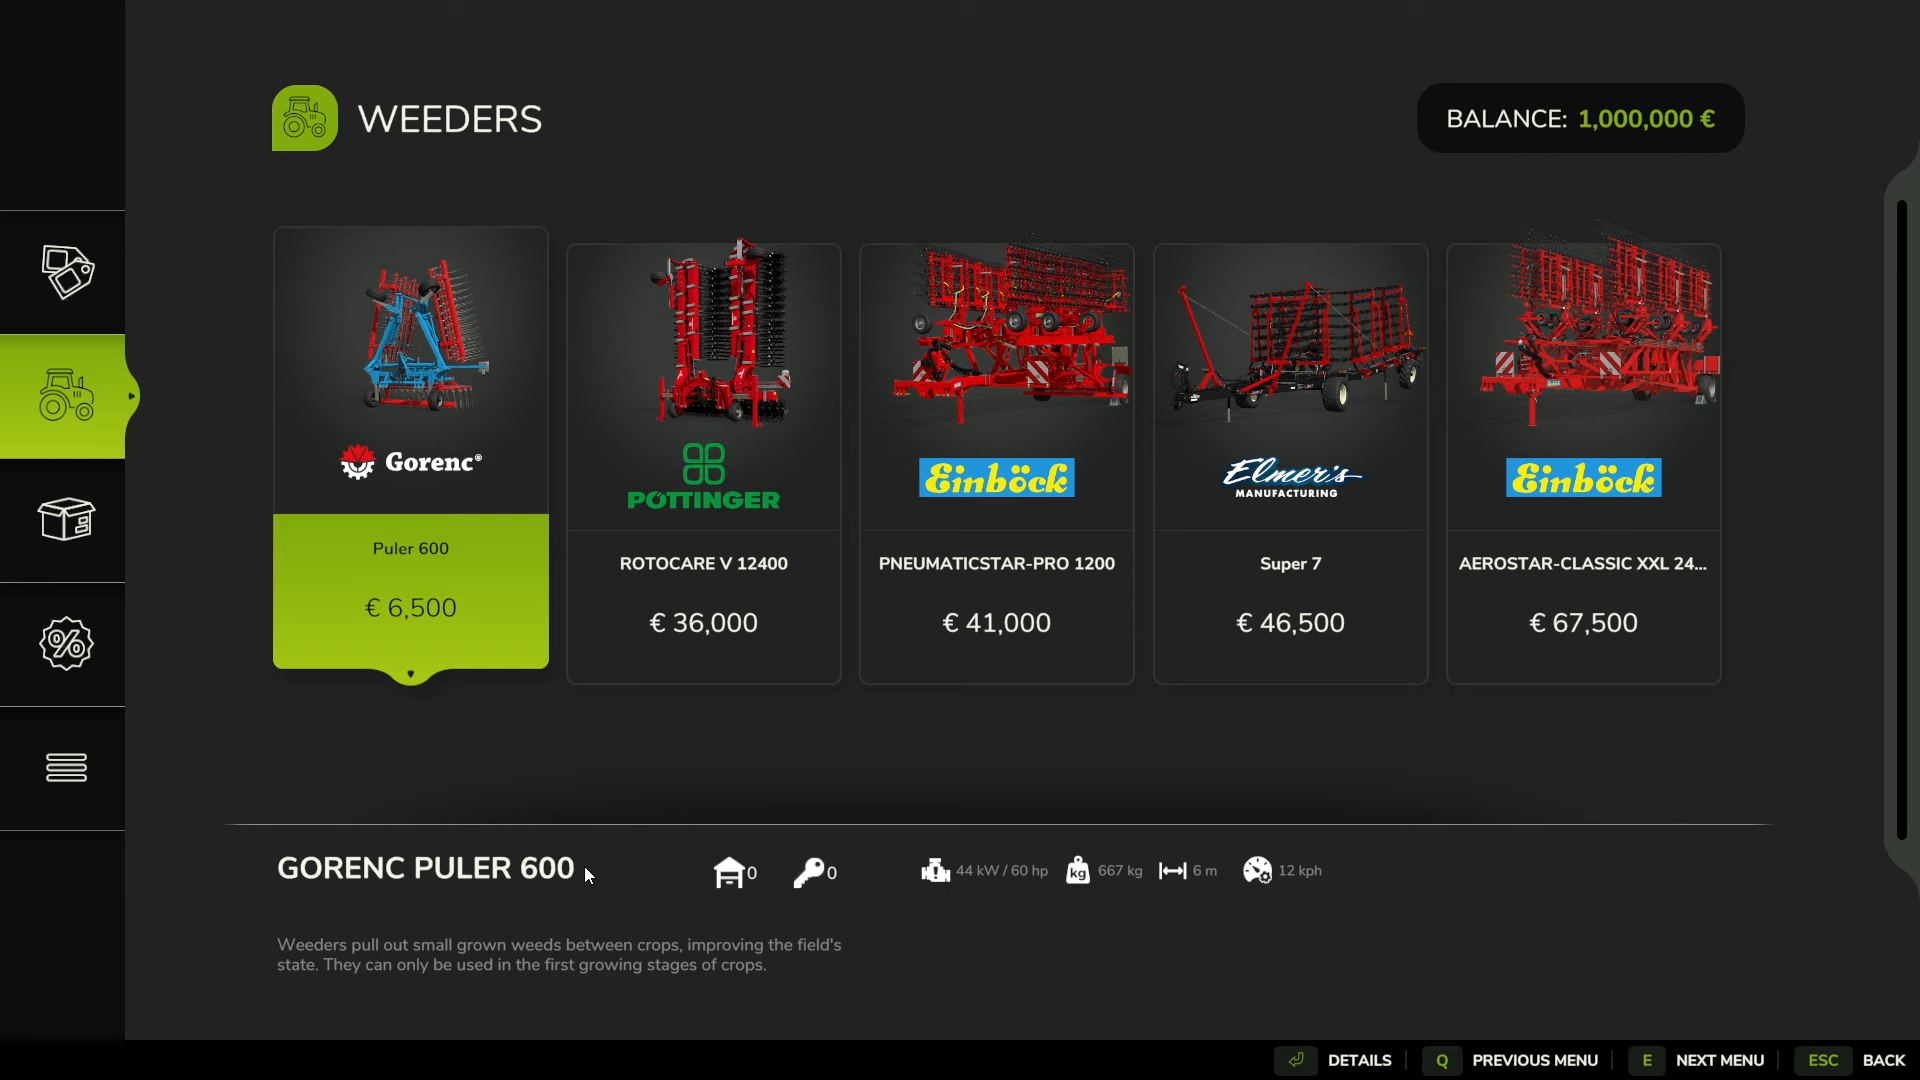 WEEDERS
BALANCE: 1,000,000 €
Gorenc®
PÖTTINGER
Einböck
Elmer's
MANUFACTURING
Einböck
Puler 600
ROTOCARE V 12400
PNEUMATICSTAR-PRO 1200
Super 7
AEROSTAR-CLASSIC XXL 24...
€ 6,500
€ 36,000
€ 41,000
€ 46,500
€ 67,500
GORENC PULER 600
0
0
kg
44 kW / 60 hp
667 kg
6 m
12 kph
Weeders pull out small grown weeds between crops, improving the field's
state. They can only be used in the first growing stages of crops.
DETAILS
Q PREVIOUS MENU
E NEXT MENU
ESC BACK